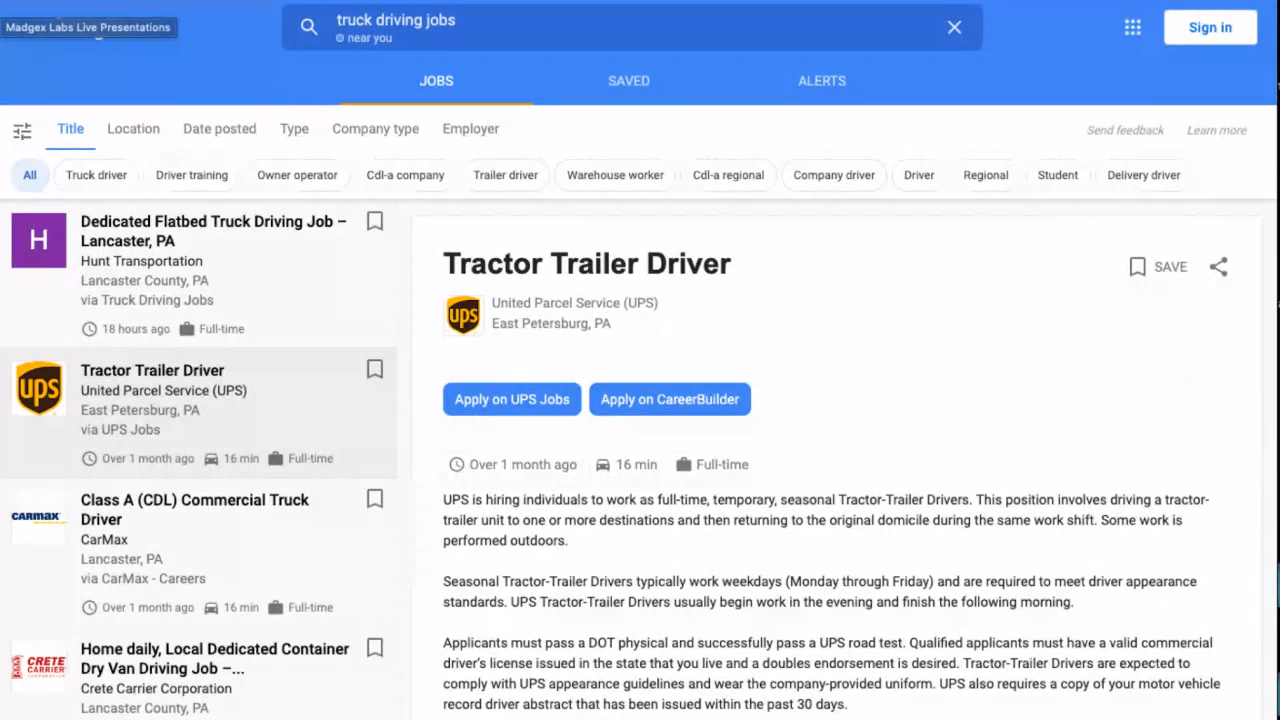 Madgex Labs Live Presentations
truck driving jobs
near you
Sign in
JOBS
SAVED
ALERTS
Title
Location
Date posted
Type
Company type
Employer
Send feedback
Learn more
All
Truck driver
Driver training
Owner operator
Cdl-a company
Trailer driver
Warehouse worker
Cdl-a regional
Company driver
Driver
Regional
Student
Delivery driver
H
Dedicated Flatbed Truck Driving Job –
Lancaster, PA
Hunt Transportation
Lancaster County, PA
via Truck Driving Jobs
18 hours ago
Full-time
ups
Tractor Trailer Driver
United Parcel Service (UPS)
East Petersburg, PA
via UPS Jobs
Over 1 month ago
16 min
Full-time
CARMAX
Class A (CDL) Commercial Truck
Driver
CarMax
Lancaster, PA
via CarMax - Careers
Over 1 month ago
16 min
Full-time
CRETE
CARRIER
Home daily, Local Dedicated Container
Dry Van Driving Job –...
Crete Carrier Corporation
Lancaster County, PA
Tractor Trailer Driver
SAVE
ups
United Parcel Service (UPS)
East Petersburg, PA
Apply on UPS Jobs
Apply on CareerBuilder
Over 1 month ago
16 min
Full-time
UPS is hiring individuals to work as full-time, temporary, seasonal Tractor-Trailer Drivers. This position involves driving a tractor-
trailer unit to one or more destinations and then returning to the original domicile during the same work shift. Some work is
performed outdoors.
Seasonal Tractor-Trailer Drivers typically work weekdays (Monday through Friday) and are required to meet driver appearance
standards. UPS Tractor-Trailer Drivers usually begin work in the evening and finish the following morning.
Applicants must pass a DOT physical and successfully pass a UPS road test. Qualified applicants must have a valid commercial
driver's license issued in the state that you live and a doubles endorsement is desired. Tractor-Trailer Drivers are expected to
comply with UPS appearance guidelines and wear the company-provided uniform. UPS also requires a copy of your motor vehicle
record driver abstract that has been issued within the past 30 days.